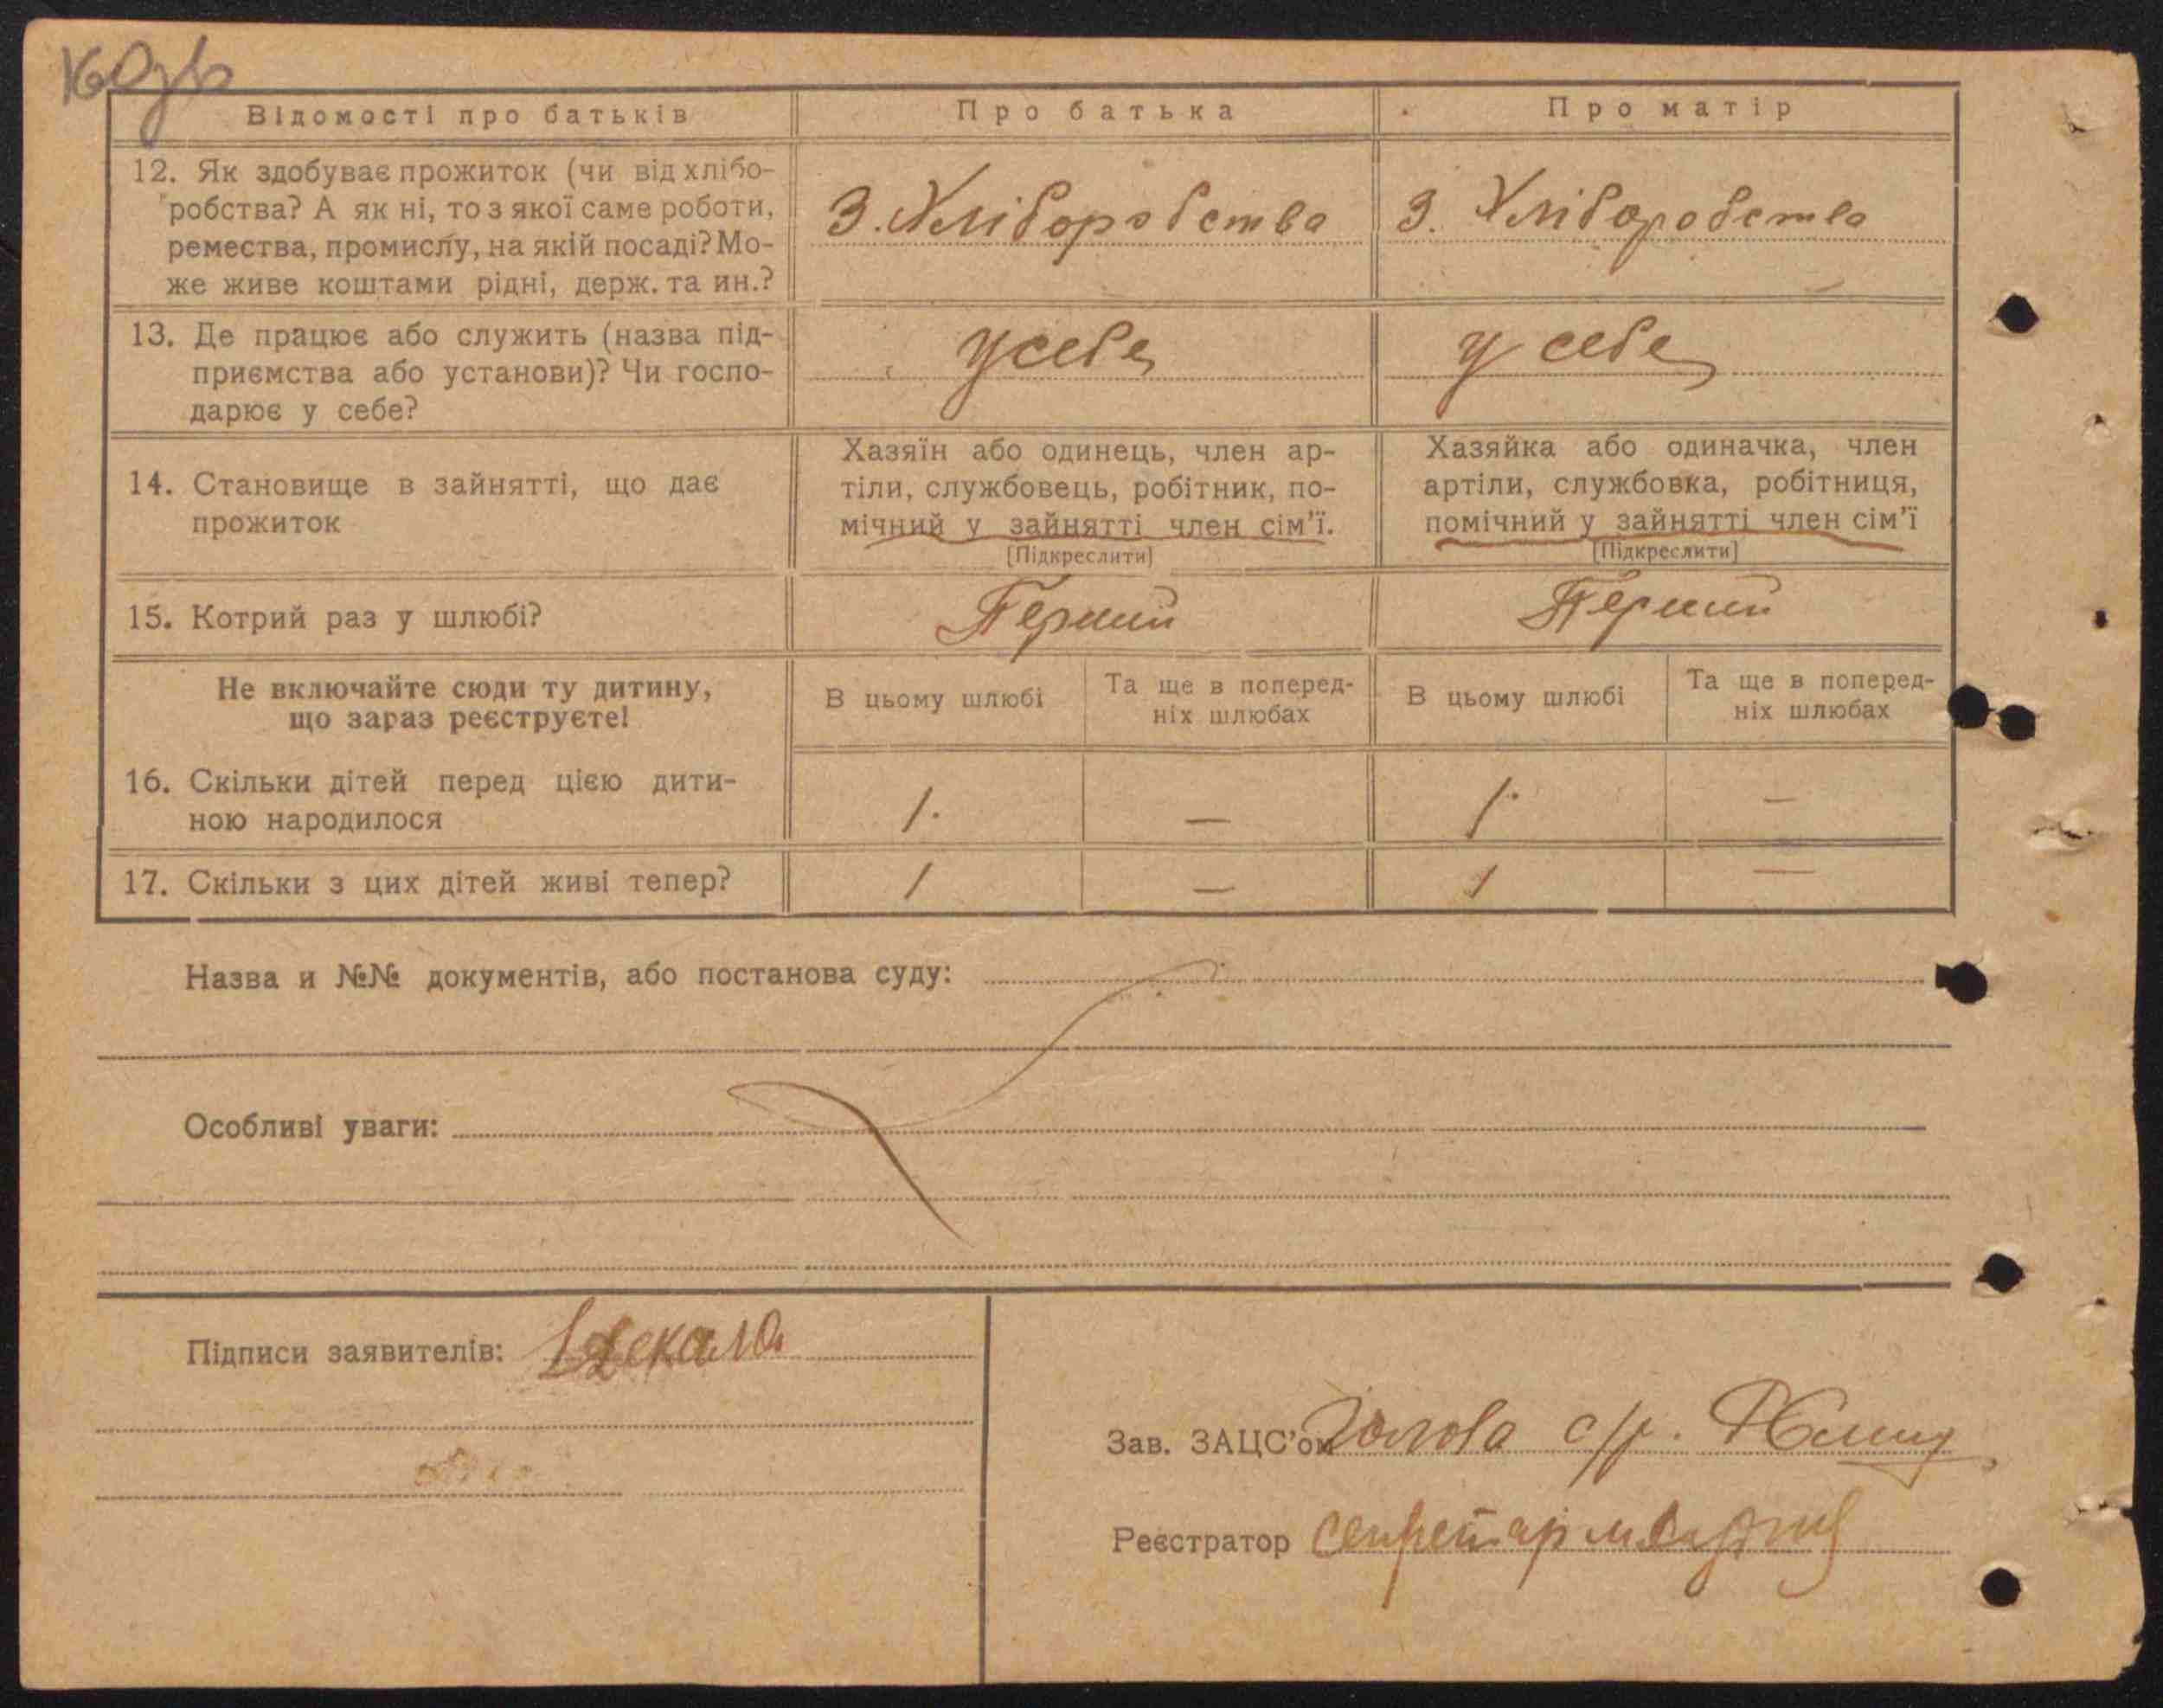 160зв
Відомості про батьків
Про батька
Про матір
12. Як здобуває прожиток (чи від хлібо-
робства? А як ні, то з якої саме роботи,
ремества, промислу, на якій посаді? Мо-
же живе коштами рідні, держ. та ин.?
З. Хліборобства
З. Хліборобства
13. Де працює або служить (назва під-
приємства або установи)? Чи госпо-
дарює у себе?
у себе
у себе
14. Становище в зайнятті, що дає
прожиток
Хазяїн або одинець, член ар-
тіли, службовець, робітник, по-
мічний у зайнятті член сім'ї.
[Підкреслити]
Хазяйка або одиначка, член
артіли, службовка, робітниця,
помічний у зайнятті член сім'ї
[Підкреслити]
15. Котрий раз у шлюбі?
Перший
Перший
Не включайте сюди ту дитину,
що зараз реєструєте!
В цьому шлюбі
Та ще в поперед-
ніх шлюбах
В цьому шлюбі
Та ще в поперед-
ніх шлюбах
16. Скільки дітей перед цією дити-
ною народилося
1. — 1. —
17. Скільки з цих дітей живі тепер?
1 — 1 —
Назва и №№ документів, або постанова суду:
Особливі уваги:
Підписи заявителів:
Зав. ЗАЦС'ом Голова с/р.
Реєстратор секретар